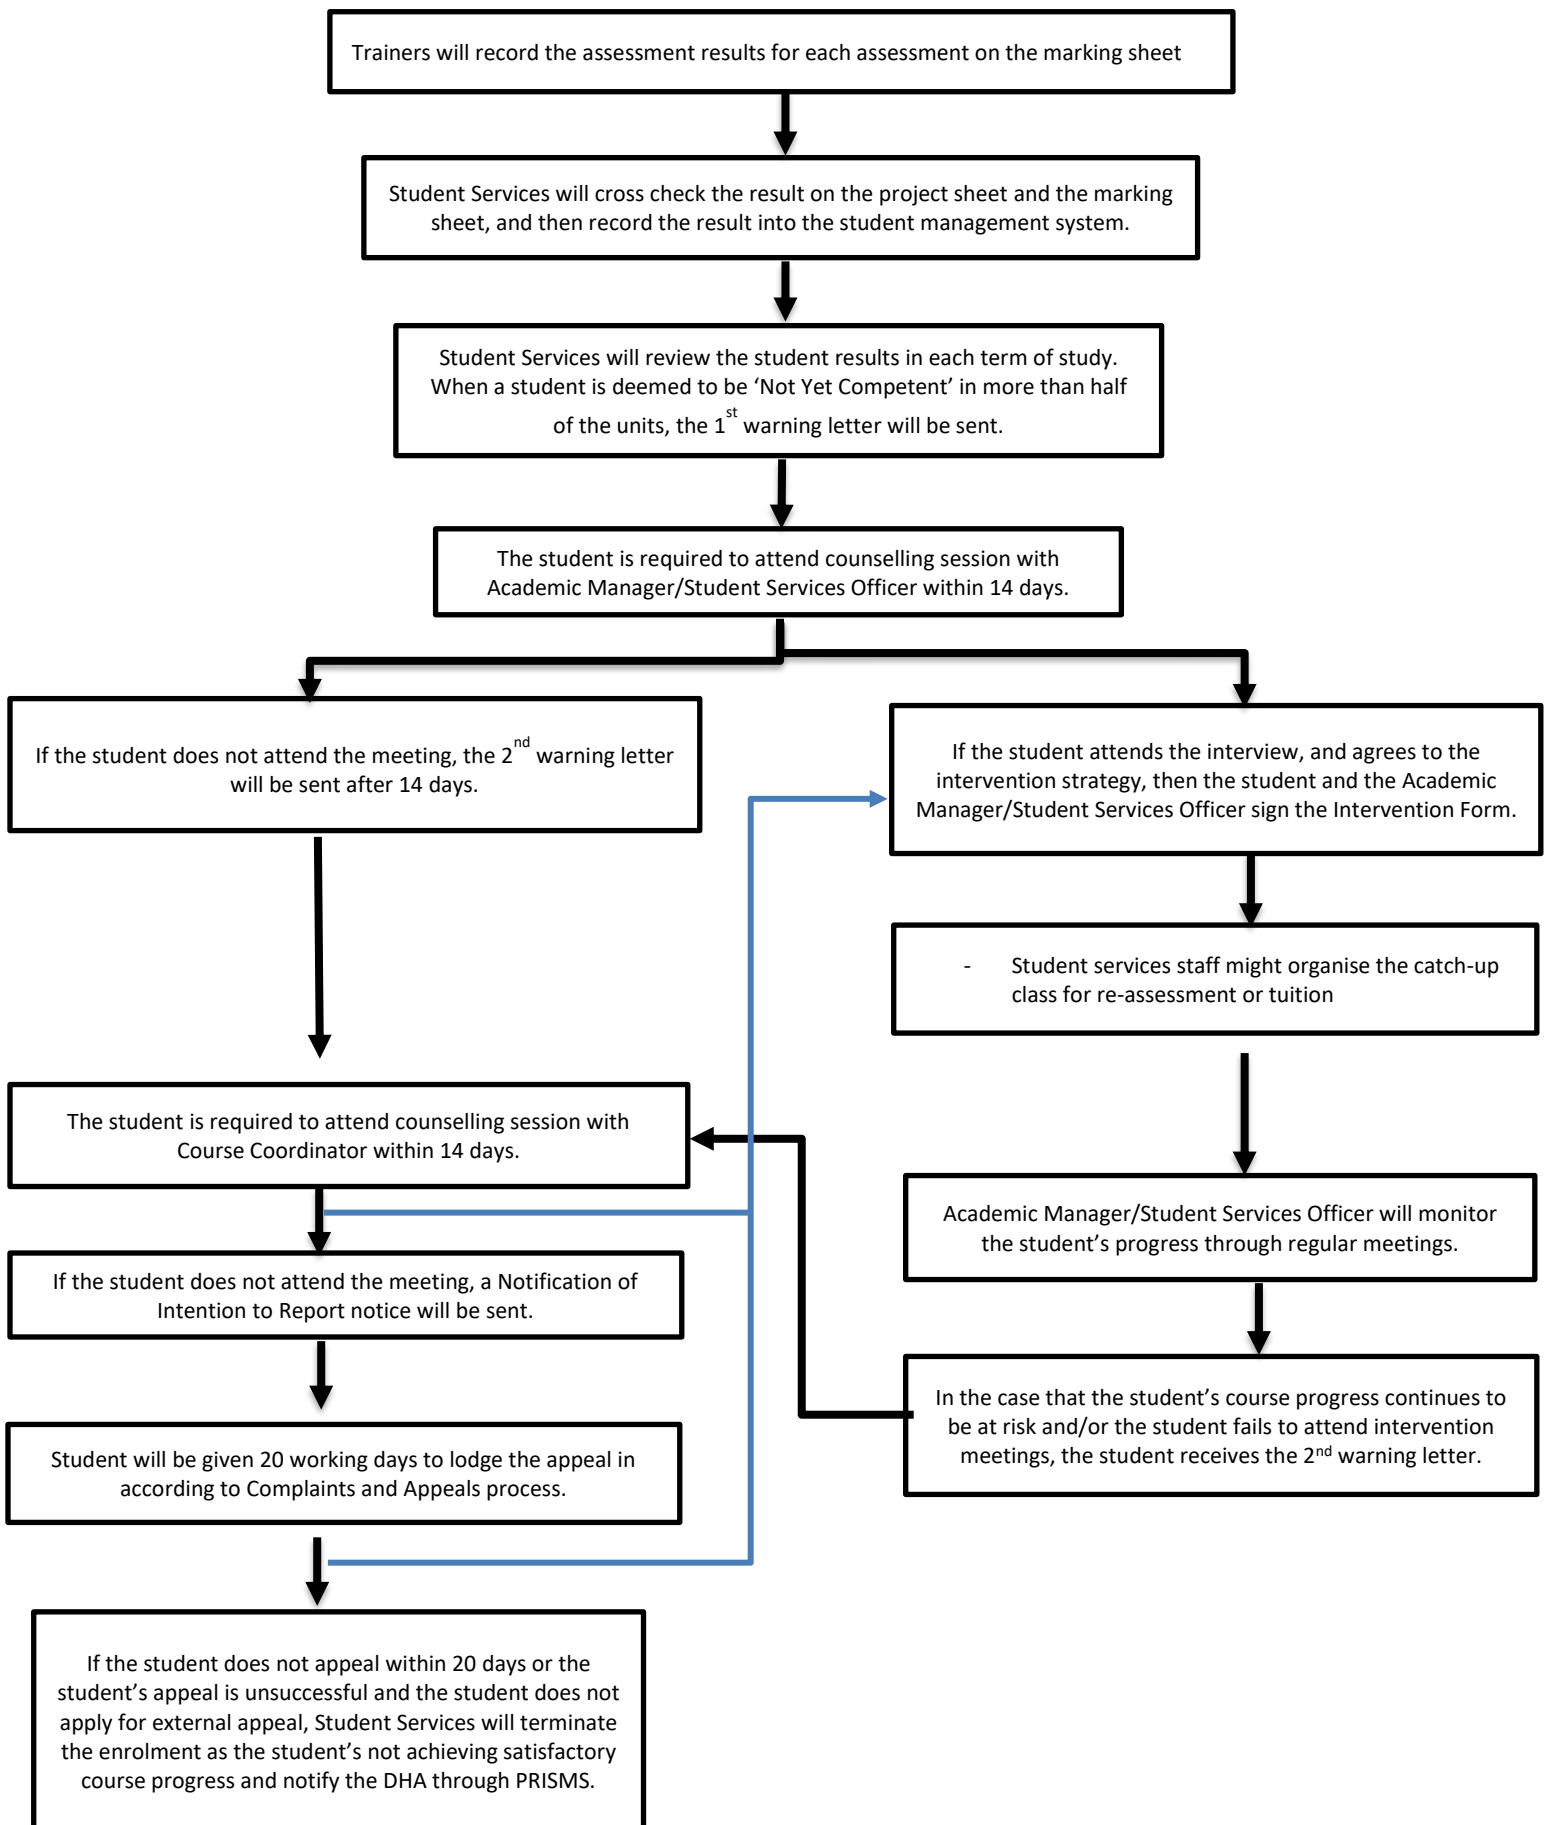 Trainers will record the assessment results for each assessment on the marking sheet
Student Services will cross check the result on the project sheet and the marking
sheet, and then record the result into the student management system.
Student Services will review the student results in each term of study.
When a student is deemed to be ‘Not Yet Competent’ in more than half
of the units, the 1st warning letter will be sent.
The student is required to attend counselling session with
Academic Manager/Student Services Officer within 14 days.
If the student does not attend the meeting, the 2nd warning letter
will be sent after 14 days.
If the student attends the interview, and agrees to the
intervention strategy, then the student and the Academic
Manager/Student Services Officer sign the Intervention Form.
- Student services staff might organise the catch-up
class for re-assessment or tuition
The student is required to attend counselling session with
Course Coordinator within 14 days.
Academic Manager/Student Services Officer will monitor
the student’s progress through regular meetings.
If the student does not attend the meeting, a Notification of
Intention to Report notice will be sent.
In the case that the student’s course progress continues to
be at risk and/or the student fails to attend intervention
meetings, the student receives the 2nd warning letter.
Student will be given 20 working days to lodge the appeal in
according to Complaints and Appeals process.
If the student does not appeal within 20 days or the
student’s appeal is unsuccessful and the student does not
apply for external appeal, Student Services will terminate
the enrolment as the student’s not achieving satisfactory
course progress and notify the DHA through PRISMS.